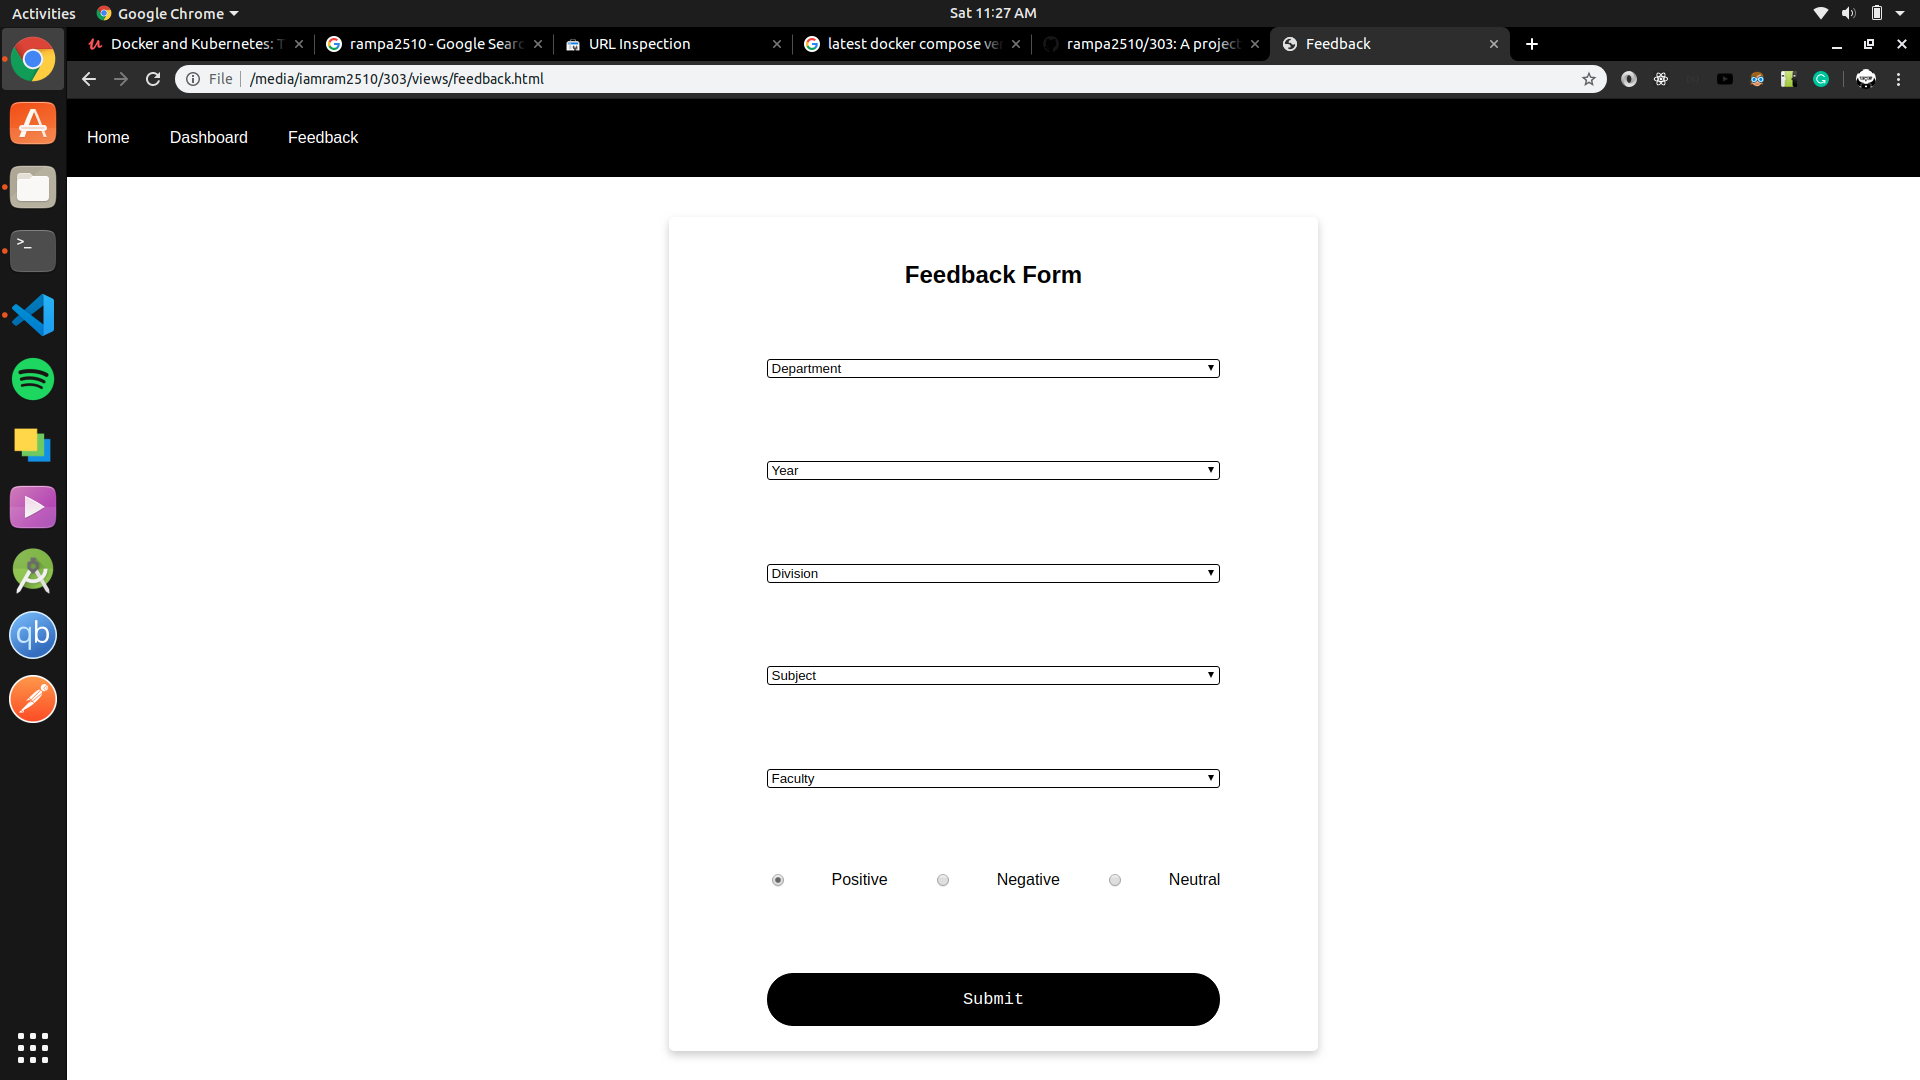 Activities Google Chrome Sat 11:27 AM
Docker and Kubernetes: T rampa2510 - Google Searc URL Inspection latest docker compose ver rampa2510/303: A project Feedback
File /media/iamram2510/303/views/feedback.html
Home Dashboard Feedback
Feedback Form
>_
Department
Year
Division
Subject
qb
Faculty
Positive Negative Neutral
Submit